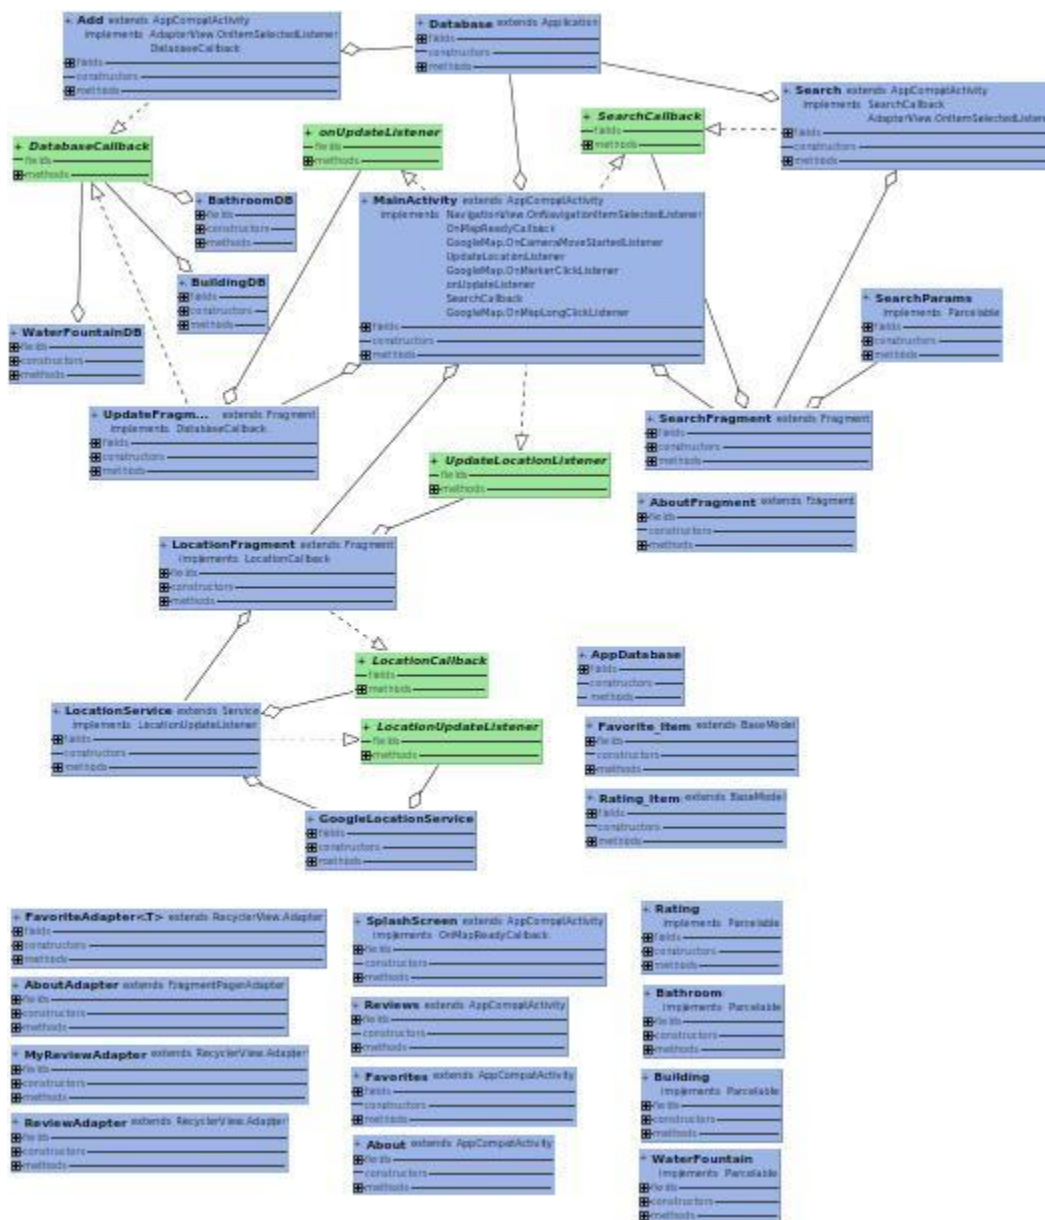 + Add extends AppCompatActivity
implements AdapterView.OnItemSelectedListener
DatabaseCallback
fields
constructors
methods
+ Database extends Application
fields
constructors
methods
+ Search extends AppCompatActivity
implements SearchCallback
AdapterView.OnItemSelectedListene
fields
constructors
methods
+ DatabaseCallback
fields
methods
+ onUpdateListener
fields
methods
+ SearchCallback
fields
methods
+ BathroomDB
fields
constructors
methods
+ BuildingDB
fields
constructors
methods
+ WaterFountainDB
fields
constructors
methods
+ MainActivity extends AppCompatActivity
implements NavigationView.OnNavigationItemSelectedListener
OnMapReadyCallback
GoogleMap.OnCameraMoveStartedListener
UpdateLocationListener
GoogleMap.OnMarkerClickListener
onUpdateListener
SearchCallback
GoogleMap.OnMapLongClickListener
fields
constructors
methods
+ SearchParams
implements Parcelable
fields
constructors
methods
+ UpdateFragm... extends Fragment
implements DatabaseCallback
fields
constructors
methods
+ SearchFragment extends Fragment
fields
constructors
methods
+ UpdateLocationListener
fields
methods
+ AboutFragment extends Fragment
fields
constructors
methods
+ LocationFragment extends Fragment
implements LocationCallback
fields
constructors
methods
+ LocationCallback
fields
methods
+ AppDatabase
fields
constructors
methods
+ LocationService extends Service
implements LocationUpdateListener
fields
constructors
methods
+ LocationUpdateListener
fields
methods
+ Favorite_Item extends BaseModel
fields
constructors
methods
+ Rating_Item extends BaseModel
fields
constructors
methods
+ GoogleLocationService
fields
constructors
methods
+ FavoriteAdapter<T> extends RecyclerView.Adapter
fields
constructors
methods
+ AboutAdapter extends FragmentPagerAdapter
fields
constructors
methods
+ MyReviewAdapter extends RecyclerView.Adapter
fields
constructors
methods
+ ReviewAdapter extends RecyclerView.Adapter
fields
constructors
methods
+ SplashScreen extends AppCompatActivity
implements OnMapReadyCallback
fields
constructors
methods
+ Reviews extends AppCompatActivity
fields
constructors
methods
+ Favorites extends AppCompatActivity
fields
constructors
methods
+ About extends AppCompatActivity
fields
constructors
methods
+ Rating
implements Parcelable
fields
constructors
methods
+ Bathroom
implements Parcelable
fields
constructors
methods
+ Building
implements Parcelable
fields
constructors
methods
+ WaterFountain
implements Parcelable
fields
constructors
methods